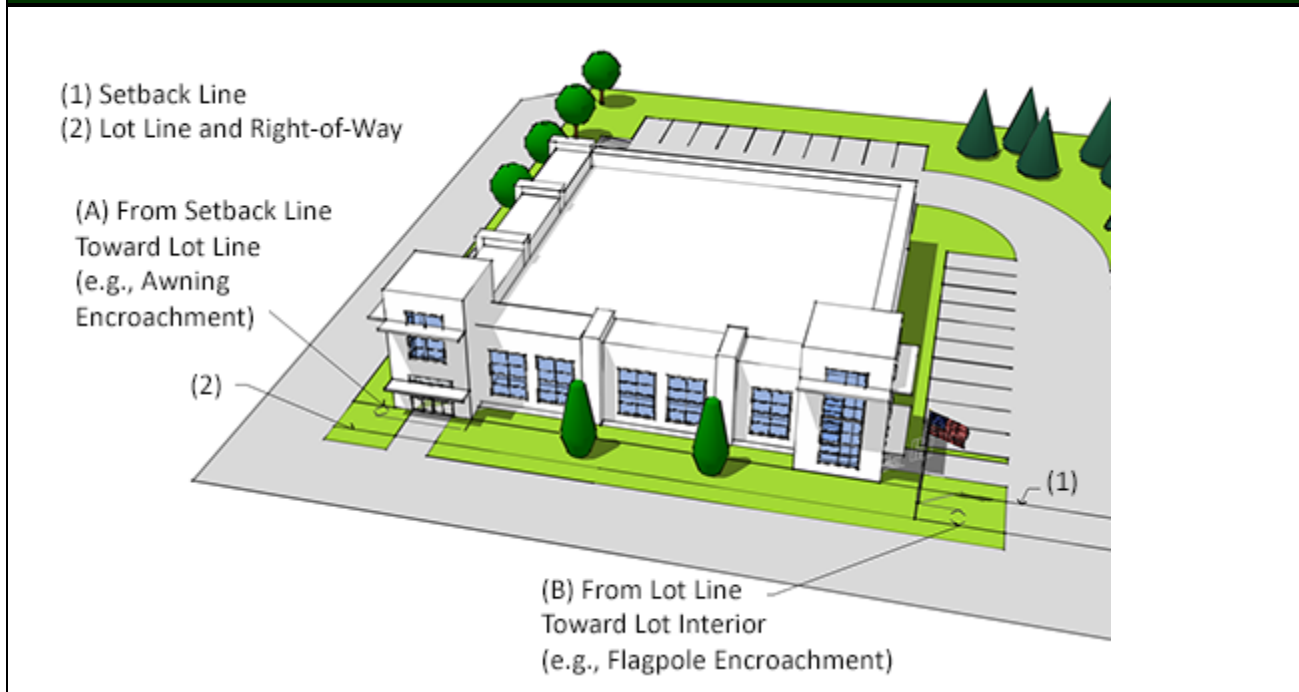 (1) Setback Line
(2) Lot Line and Right-of-Way
(A) From Setback Line
Toward Lot Line
(e.g., Awning
Encroachment)
(2)
(1)
(B) From Lot Line
Toward Lot Interior
(e.g., Flagpole Encroachment)